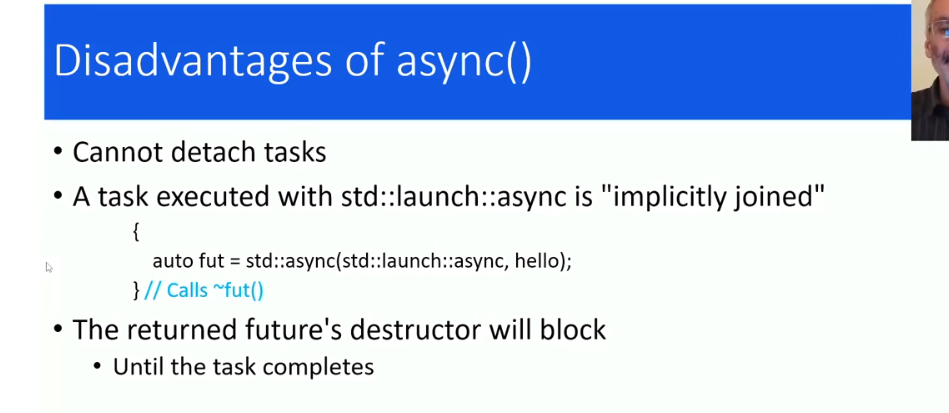 Disadvantages of async()
• Cannot detach tasks
• A task executed with std::launch::async is "implicitly joined"
{
auto fut = std::async(std::launch::async, hello);
} // Calls ~fut()
• The returned future's destructor will block
• Until the task completes